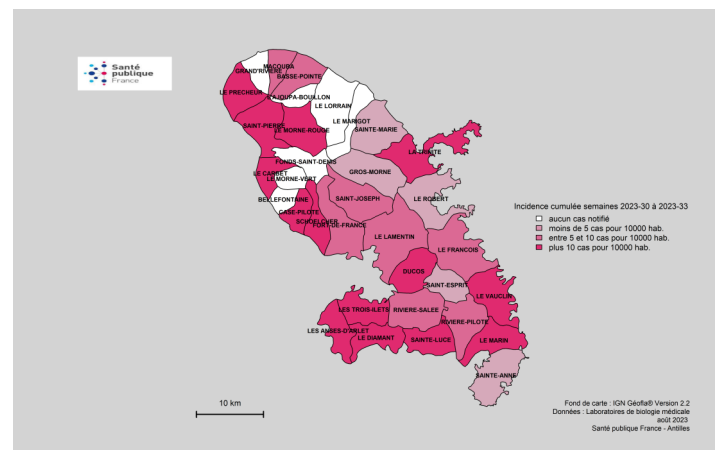 Santé
publique
France
MACOUBA
GRAND'RIVIERE
BASSE-POINTE
LE PRECHEUR
L'AJOUPA-BOUILLON
LE LORRAIN
LE MARIGOT
SAINT-PIERRE
LE MORNE-ROUGE
SAINTE-MARIE
LA TRINITE
FONDS-SAINT-DENIS
LE CARBET
LE MORNE-VERT
GROS-MORNE
BELLEFONTAINE
SAINT-JOSEPH
LE ROBERT
CASE-PILOTE
SCHOELCHER
FORT-DE-FRANCE
LE LAMENTIN
LE FRANCOIS
DUCOS
SAINT-ESPRIT
LE VAUCLIN
LES TROIS-ILETS
RIVIERE-SALEE
RIVIERE-PILOTE
LES ANSES-D'ARLET
LE DIAMANT
SAINTE-LUCE
LE MARIN
SAINTE-ANNE
Incidence cumulée semaines 2023-30 à 2023-33
aucun cas notifié
moins de 5 cas pour 10000 hab.
entre 5 et 10 cas pour 10000 hab.
plus 10 cas pour 10000 hab.
10 km
Fond de carte : IGN Géofla® Version 2.2
Données : Laboratoires de biologie médicale
août 2023
Santé publique France - Antilles